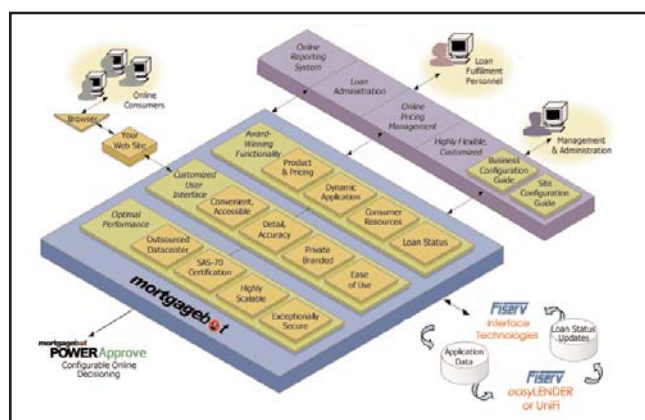 Online
Reporting
System
Loan
Administration
Online
Pricing
Management
Highly Flexible,
Customized
Business
Configuration
Guide
Site
Configuration
Guide
Loan
Fulfillment
Personnel
Management
& Administration
Online
Consumers
Browser
Your
Web Site
Award-
Winning
Functionality
Product
& Pricing
Dynamic
Application
Consumer
Resources
Loan Status
Customized
User
Interface
Convenient,
Accessible
Detail,
Accuracy
Private
Branded
Ease
of Use
Optimal
Performance
Outsourced
Datacenter
SAS-70
Certification
Highly
Scalable
Exceptionally
Secure
mortgagebot
mortgagebot
POWERApprove
Configurable Online
Decisioning
Fiserv
Interface
Technologies
Loan Status
Updates
Application
Data
Fiserv
easyLENDER
or UniFi